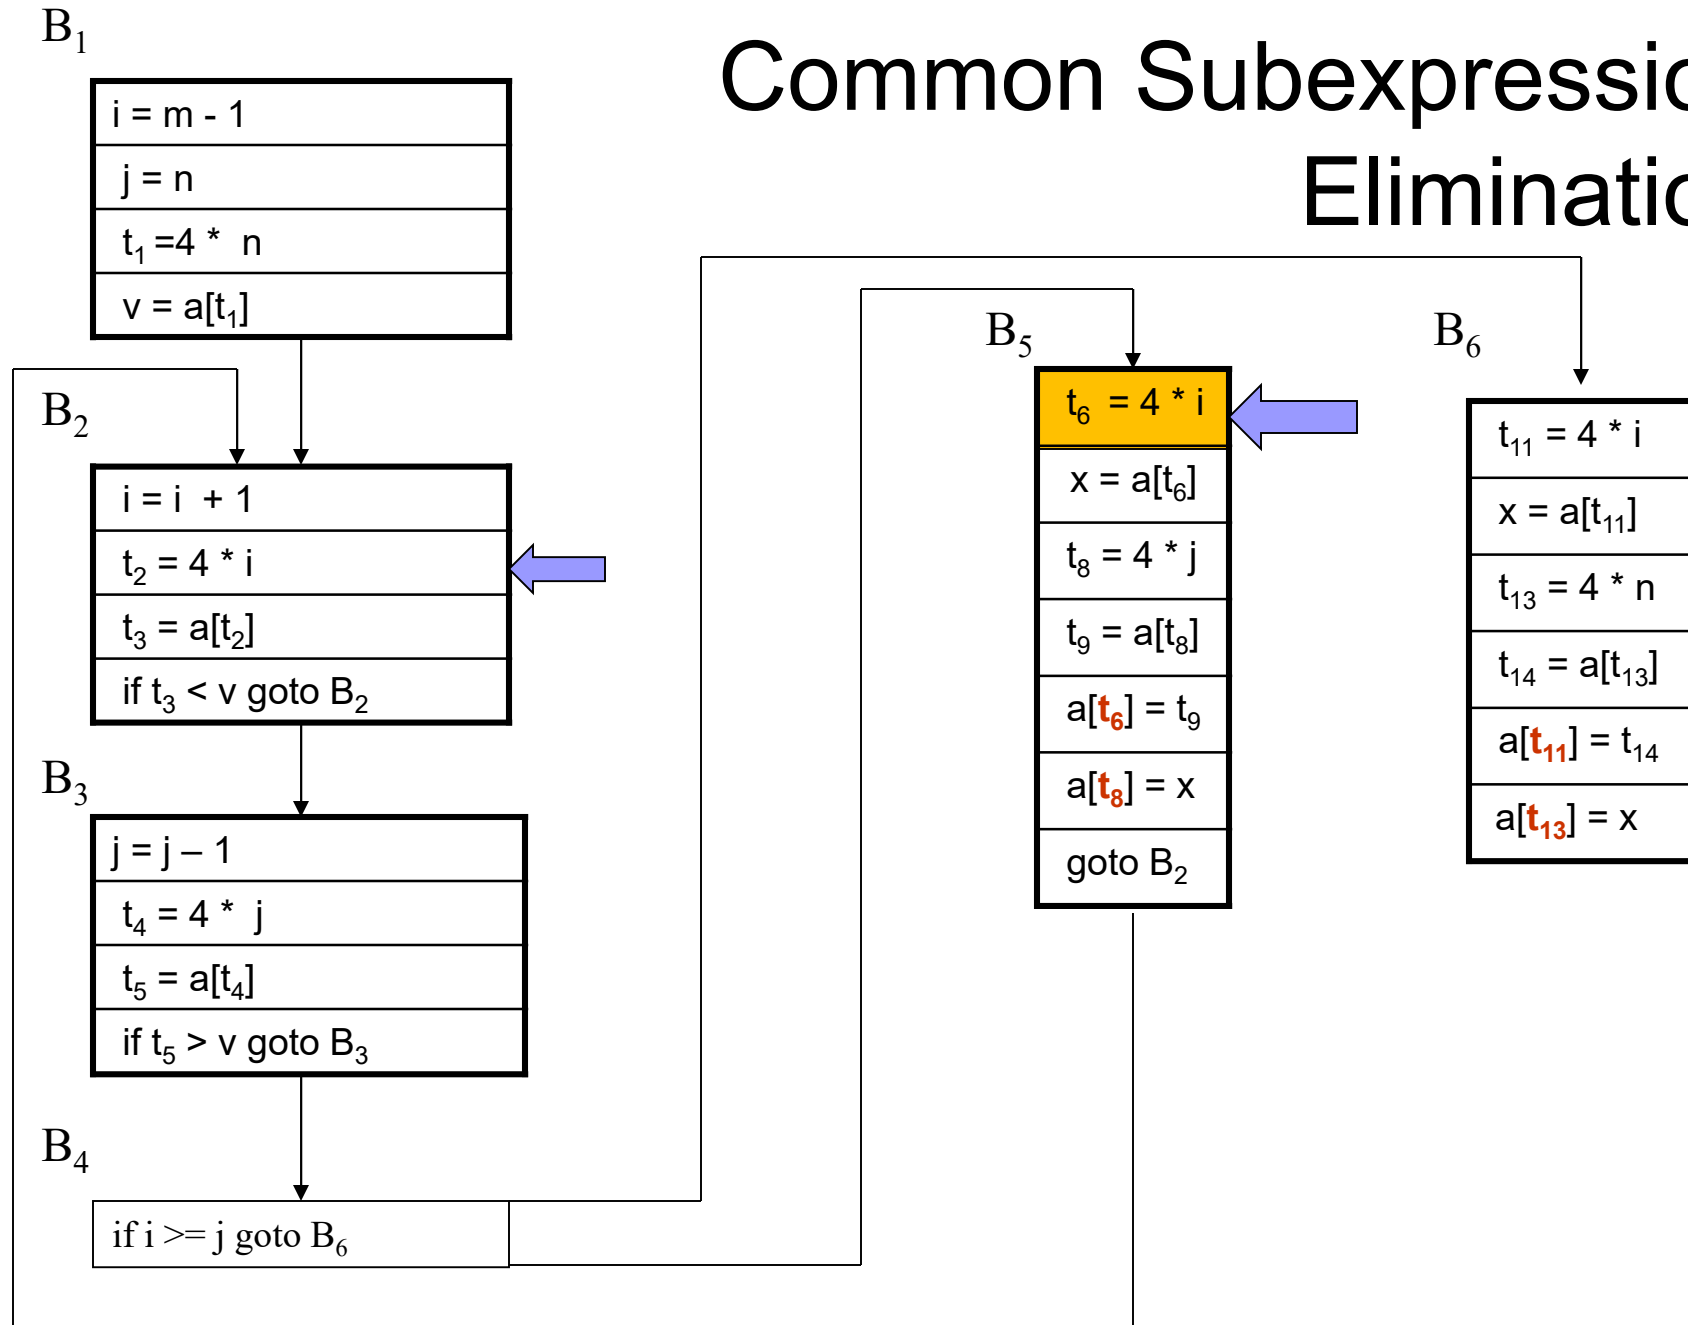 Common Subexpressio
Eliminatio
B₁
i = m - 1
j = n
t₁ =4 * n
v = a[t₁]
B₂
i = i + 1
t₂ = 4 * i
t₃ = a[t₂]
if t₃ < v goto B₂
B₃
j = j – 1
t₄ = 4 * j
t₅ = a[t₄]
if t₅ > v goto B₃
B₄
if i >= j goto B₆
B₅
t₆ = 4 * i
x = a[t₆]
t₈ = 4 * j
t₉ = a[t₈]
a[t₆] = t₉
a[t₈] = x
goto B₂
B₆
t₁₁ = 4 * i
x = a[t₁₁]
t₁₃ = 4 * n
t₁₄ = a[t₁₃]
a[t₁₁] = t₁₄
a[t₁₃] = x